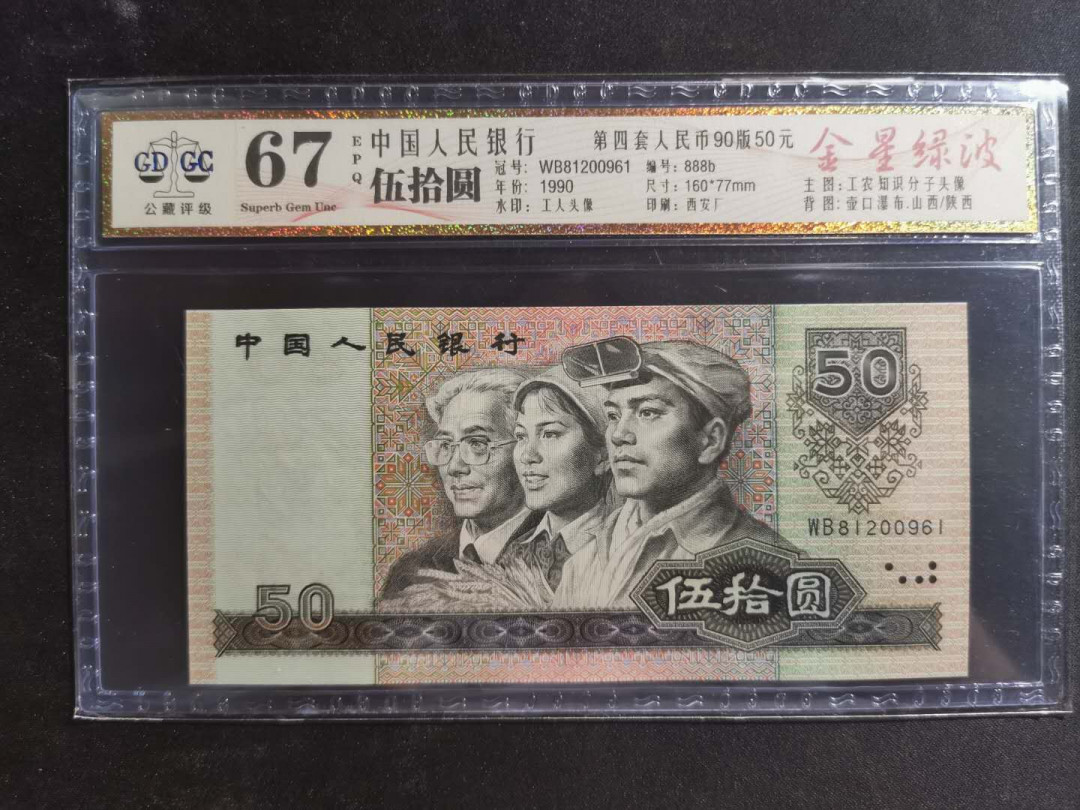 GD GC
公藏评级
67
EPQ
Superb Gem Unc
中国人民银行
伍拾圆
第四套人民币90版50元
冠号: WB81200961 编号: 888b
年份: 1990 尺寸: 160*77mm
水印: 工人头像 印刷: 西安厂
金星绿波
主图:工农知识分子头像
背图:壶口瀑布.山西/陕西
中国人民银行
50
WB81200961
50
伍拾圆